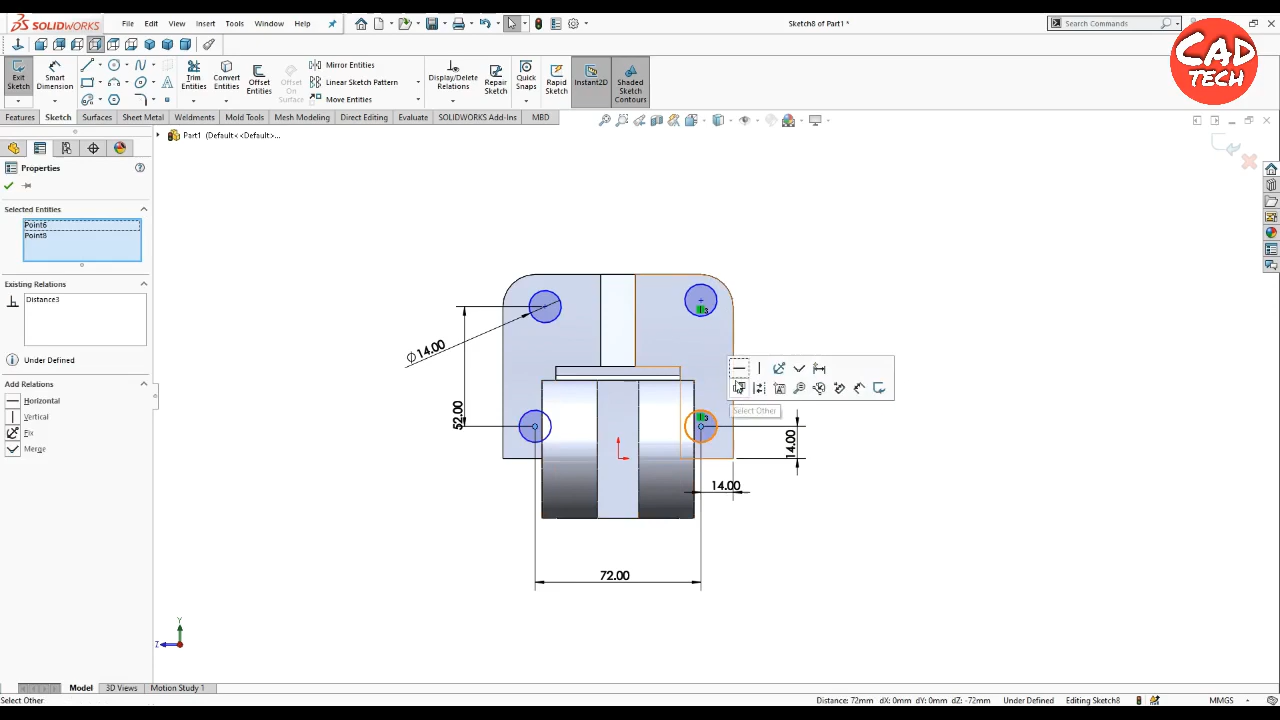 SOLIDWORKS
File Edit View Insert Tools Window Help
Sketch8 of Part1 *
Search Commands
CAD TECH
Exit Sketch
Smart Dimension
Trim Entities
Convert Entities
Offset Entities
Offset On Surface
Mirror Entities
Linear Sketch Pattern
Move Entities
Display/Delete Relations
Repair Sketch
Quick Snaps
Rapid Sketch
Instant2D
Shaded Sketch Contours
Features Sketch Surfaces Sheet Metal Weldments Mold Tools Mesh Modeling Direct Editing Evaluate SOLIDWORKS Add-Ins MBD
Part1 (Default<<Default>...
Properties
Selected Entities
Point6
Point8
Existing Relations
Distance3
Under Defined
Add Relations
Horizontal
Vertical
Fix
Merge
Ø14.00
52.00
3
3
Select Other
14.00
14.00
72.00
Y
Z
Model 3D Views Motion Study 1
Select Other
Distance: 72mm dX: 0mm dY: 0mm dZ: -72mm Under Defined Editing Sketch8 MMGS